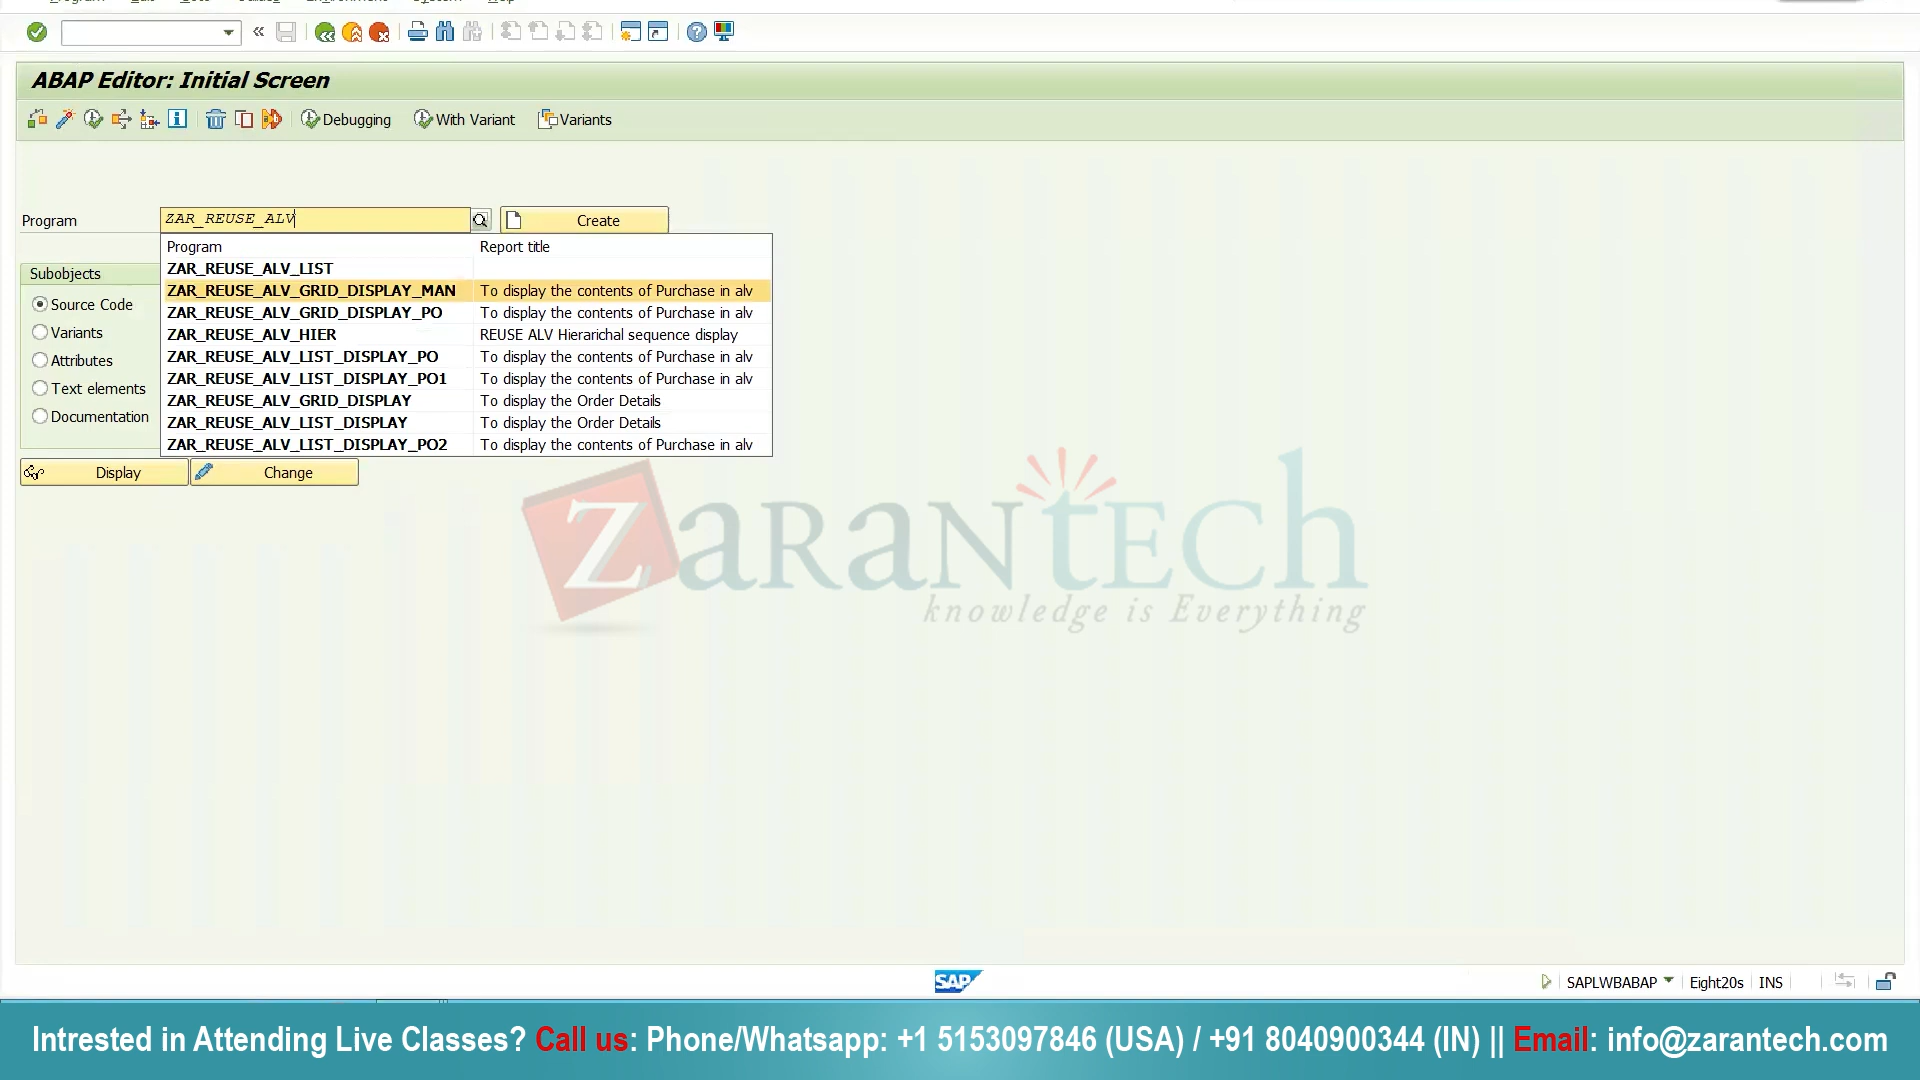 ABAP Editor: Initial Screen
Debugging With Variant Variants
Program ZAR_REUSE_ALV Create
Program Report title
ZAR_REUSE_ALV_LIST
ZAR_REUSE_ALV_GRID_DISPLAY_MAN To display the contents of Purchase in alv
ZAR_REUSE_ALV_GRID_DISPLAY_PO To display the contents of Purchase in alv
ZAR_REUSE_ALV_HIER REUSE ALV Hierarichal sequence display
ZAR_REUSE_ALV_LIST_DISPLAY_PO To display the contents of Purchase in alv
ZAR_REUSE_ALV_LIST_DISPLAY_PO1 To display the contents of Purchase in alv
ZAR_REUSE_ALV_GRID_DISPLAY To display the Order Details
ZAR_REUSE_ALV_LIST_DISPLAY To display the Order Details
ZAR_REUSE_ALV_LIST_DISPLAY_PO2 To display the contents of Purchase in alv
Subobjects
Source Code
Variants
Attributes
Text elements
Documentation
Display Change
zarantech
knowledge is Everything
SAP SAPLWBABAP Eight20s INS
Intrested in Attending Live Classes? Call us: Phone/Whatsapp: +1 5153097846 (USA) / +91 8040900344 (IN) || Email: info@zarantech.com